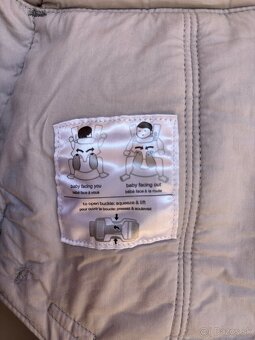 baby facing you
bébé face à vous
baby facing out
bébé face à la route
to open buckle: squeeze & lift
pour ouvrir la boucle: pressez & soulevez